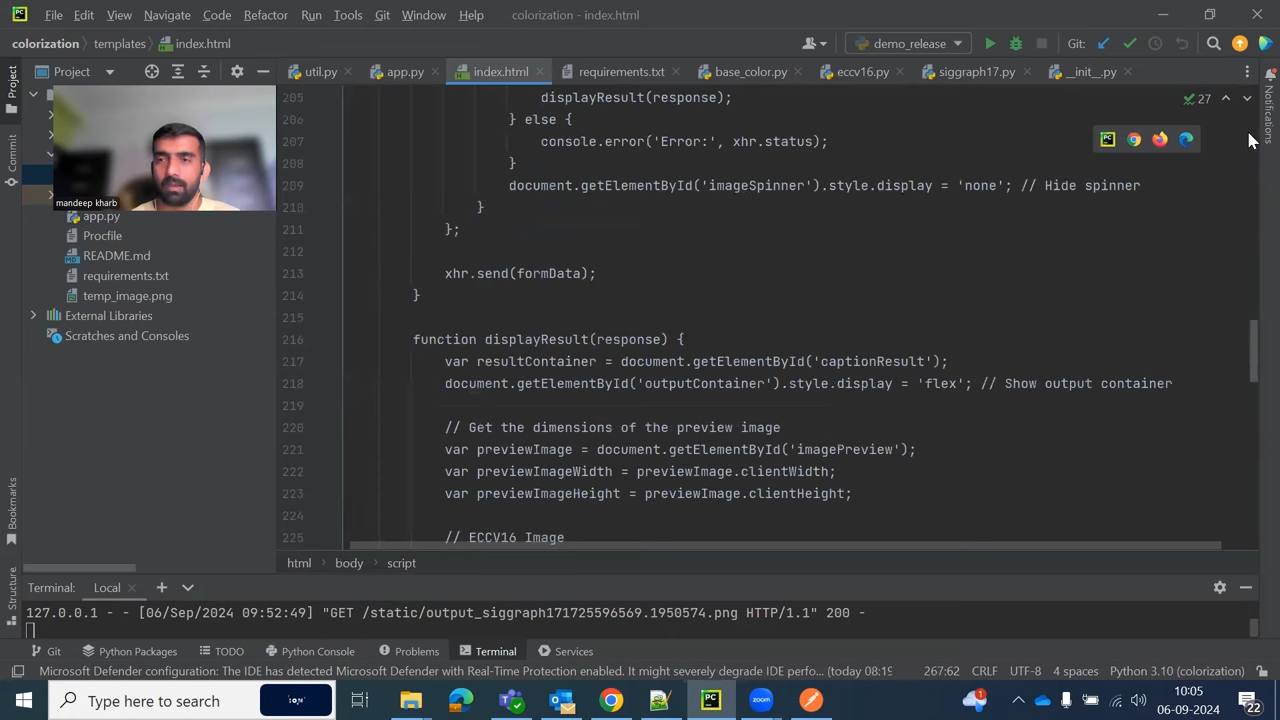 PC File Edit View Navigate Code Refactor Run Tools Git Window Help colorization - index.html
colorization templates index.html demo_release Git:
Project util.py app.py index.html requirements.txt base_color.py eccv16.py siggraph17.py __init__.py
Project
Commit
Bookmarks
Structure
Notifications
mandeep kharb
app.py
Procfile
README.md
requirements.txt
temp_image.png
External Libraries
Scratches and Consoles
27
205 displayResult(response);
206 } else {
207 console.error('Error:', xhr.status);
208 }
209 document.getElementById('imageSpinner').style.display = 'none'; // Hide spinner
210 }
211 };
212
213 xhr.send(formData);
214 }
215
216 function displayResult(response) {
217 var resultContainer = document.getElementById('captionResult');
218 document.getElementById('outputContainer').style.display = 'flex'; // Show output container
219
220 // Get the dimensions of the preview image
221 var previewImage = document.getElementById('imagePreview');
222 var previewImageWidth = previewImage.clientWidth;
223 var previewImageHeight = previewImage.clientHeight;
224
225 // ECCV16 Image
html body script
Terminal: Local
127.0.0.1 - - [06/Sep/2024 09:52:49] "GET /static/output_siggraph171725596569.1950574.png HTTP/1.1" 200 -
Git Python Packages TODO Python Console Problems Terminal Services
Microsoft Defender configuration: The IDE has detected Microsoft Defender with Real-Time Protection enabled. It might severely degrade IDE perfo... (today 08:19 267:62 CRLF UTF-8 4 spaces Python 3.10 (colorization)
Type here to search
zoom
1
10:05
06-09-2024
22